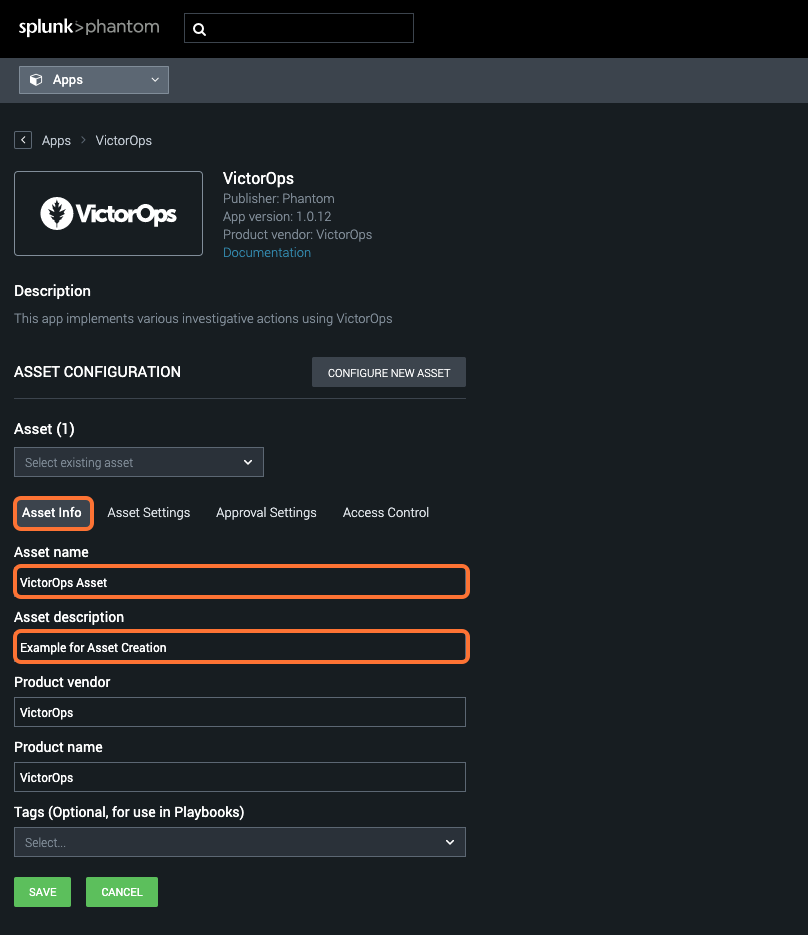 splunk>phantom
Apps
Apps > VictorOps
VictorOps
VictorOps
Publisher: Phantom
App version: 1.0.12
Product vendor: VictorOps
Documentation
Description
This app implements various investigative actions using VictorOps
ASSET CONFIGURATION
CONFIGURE NEW ASSET
Asset (1)
Select existing asset
Asset Info Asset Settings Approval Settings Access Control
Asset name
VictorOps Asset
Asset description
Example for Asset Creation
Product vendor
VictorOps
Product name
VictorOps
Tags (Optional, for use in Playbooks)
Select...
SAVE CANCEL